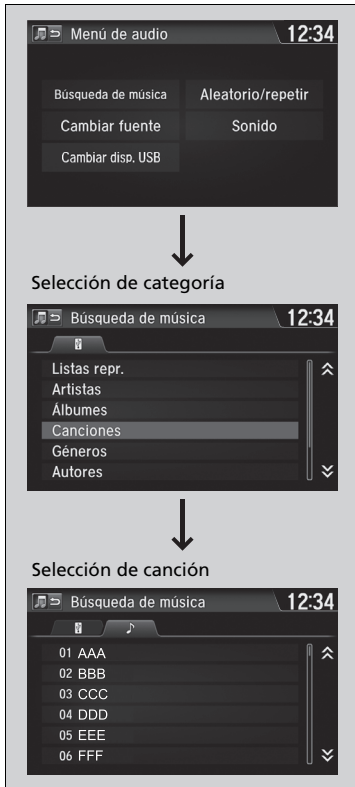 Menú de audio 12:34
Búsqueda de música Aleatorio/repetir
Cambiar fuente Sonido
Cambiar disp. USB
Selección de categoría
Búsqueda de música 12:34
Listas repr.
Artistas
Álbumes
Canciones
Géneros
Autores
Selección de canción
Búsqueda de música 12:34
01 AAA
02 BBB
03 CCC
04 DDD
05 EEE
06 FFF